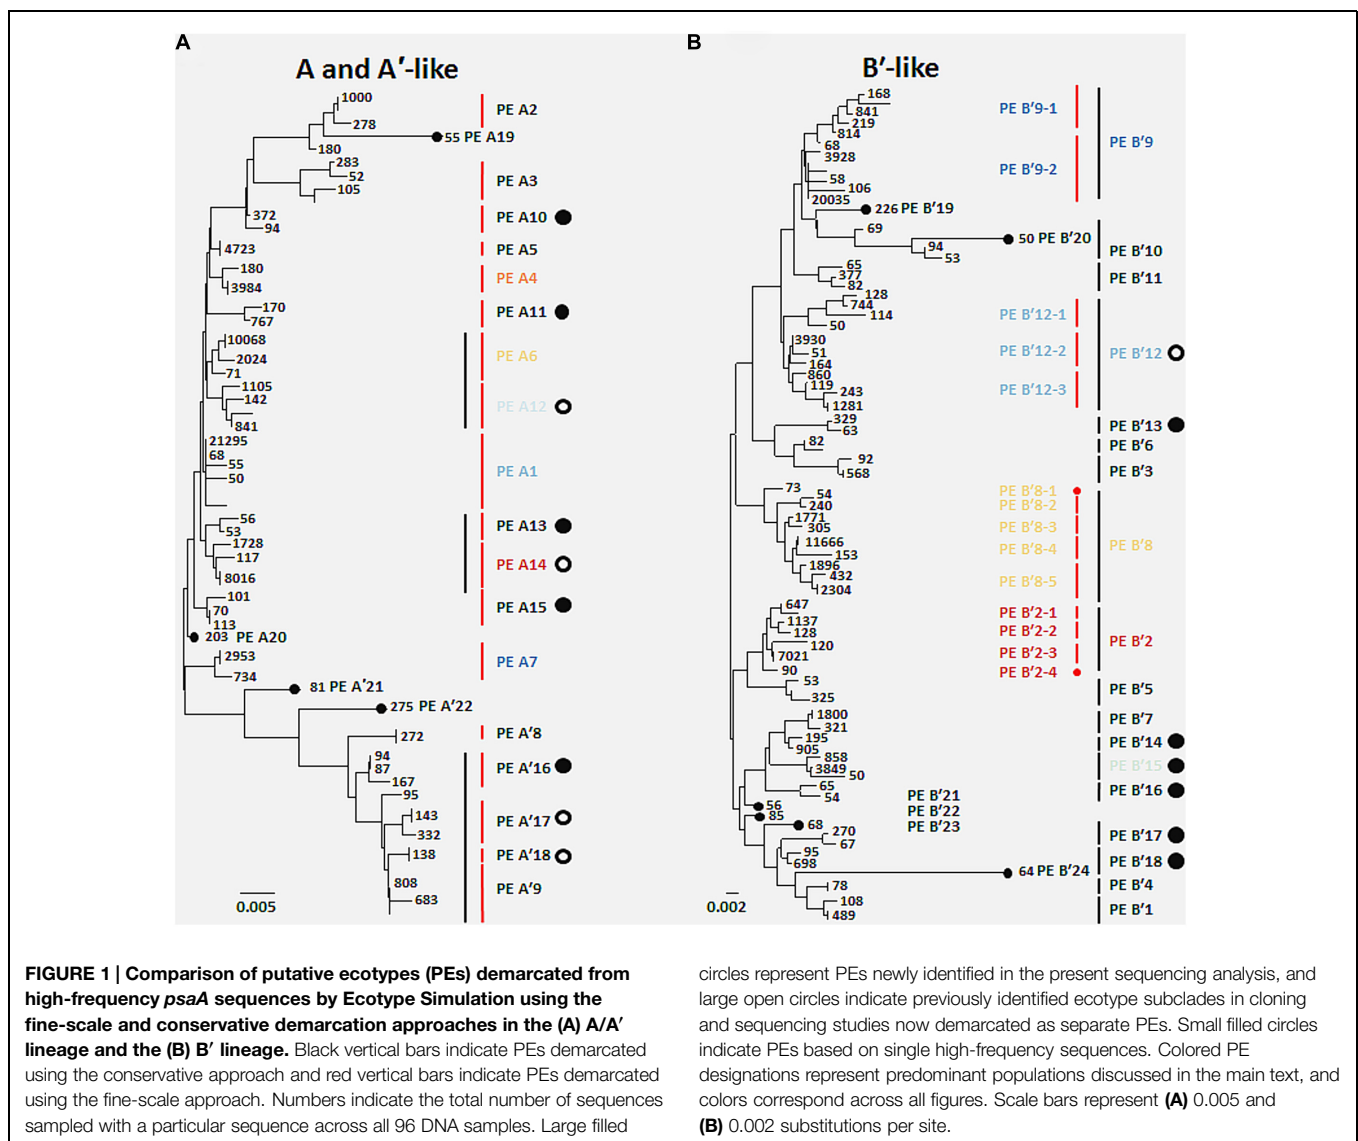 A
A and A′-like
1000
278
PE A2
55 PE A19
180
283
52
105
PE A3
372
94
PE A10
4723
PE A5
180
3984
PE A4
170
767
PE A11
10068
2024
71
PE A6
1105
142
841
PE A12
21295
68
55
50
PE A1
56
53
PE A13
1728
117
8016
PE A14
101
70
113
PE A15
203 PE A20
2953
734
PE A7
81 PE A′21
275 PE A′22
272
PE A′8
94
87
167
95
PE A′16
143
332
PE A′17
138
PE A′18
808
683
PE A′9
0.005
B
B′-like
168
841
219
814
PE B′9-1
68
3928
58
106
20035
PE B′9-2
PE B′9
226 PE B′19
69
50 PE B′20
94
53
PE B′10
65
377
82
PE B′11
128
744
114
50
PE B′12-1
3930
51
164
PE B′12-2
PE B′12
860
119
243
1281
PE B′12-3
329
63
PE B′13
82
PE B′6
92
568
PE B′3
73
PE B′8-1
54
240
PE B′8-2
1771
305
PE B′8-3
11666
153
PE B′8-4
PE B′8
1896
432
2304
PE B′8-5
647
PE B′2-1
1137
128
PE B′2-2
120
7021
PE B′2-3
PE B′2
90
PE B′2-4
53
325
PE B′5
1800
321
PE B′7
195
905
PE B′14
858
3849
50
PE B′15
65
54
PE B′16
56
PE B′21
85
PE B′22
68
PE B′23
270
67
PE B′17
95
698
PE B′18
64 PE B′24
78
PE B′4
108
489
PE B′1
0.002
FIGURE 1 | Comparison of putative ecotypes (PEs) demarcated from
high-frequency psaA sequences by Ecotype Simulation using the
fine-scale and conservative demarcation approaches in the (A) A/A′
lineage and the (B) B′ lineage. Black vertical bars indicate PEs demarcated
using the conservative approach and red vertical bars indicate PEs demarcated
using the fine-scale approach. Numbers indicate the total number of sequences
sampled with a particular sequence across all 96 DNA samples. Large filled
circles represent PEs newly identified in the present sequencing analysis, and
large open circles indicate previously identified ecotype subclades in cloning
and sequencing studies now demarcated as separate PEs. Small filled circles
indicate PEs based on single high-frequency sequences. Colored PE
designations represent predominant populations discussed in the main text, and
colors correspond across all figures. Scale bars represent (A) 0.005 and
(B) 0.002 substitutions per site.